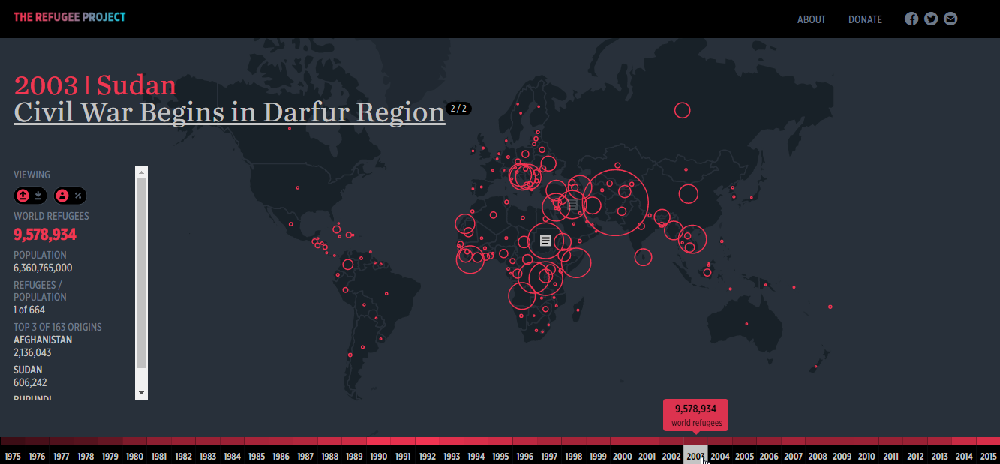 THE REFUGEE PROJECT
ABOUT DONATE
2003 | Sudan
Civil War Begins in Darfur Region 2 / 2
VIEWING
WORLD REFUGEES
9,578,934
POPULATION
6,360,765,000
REFUGEES /
POPULATION
1 of 664
TOP 3 OF 163 ORIGINS
AFGHANISTAN
2,136,043
SUDAN
606,242
BURUNDI
9,578,934
world refugees
1975 1976 1977 1978 1979 1980 1981 1982 1983 1984 1985 1986 1987 1988 1989 1990 1991 1992 1993 1994 1995 1996 1997 1998 1999 2000 2001 2002 2003 2004 2005 2006 2007 2008 2009 2010 2011 2012 2013 2014 2015